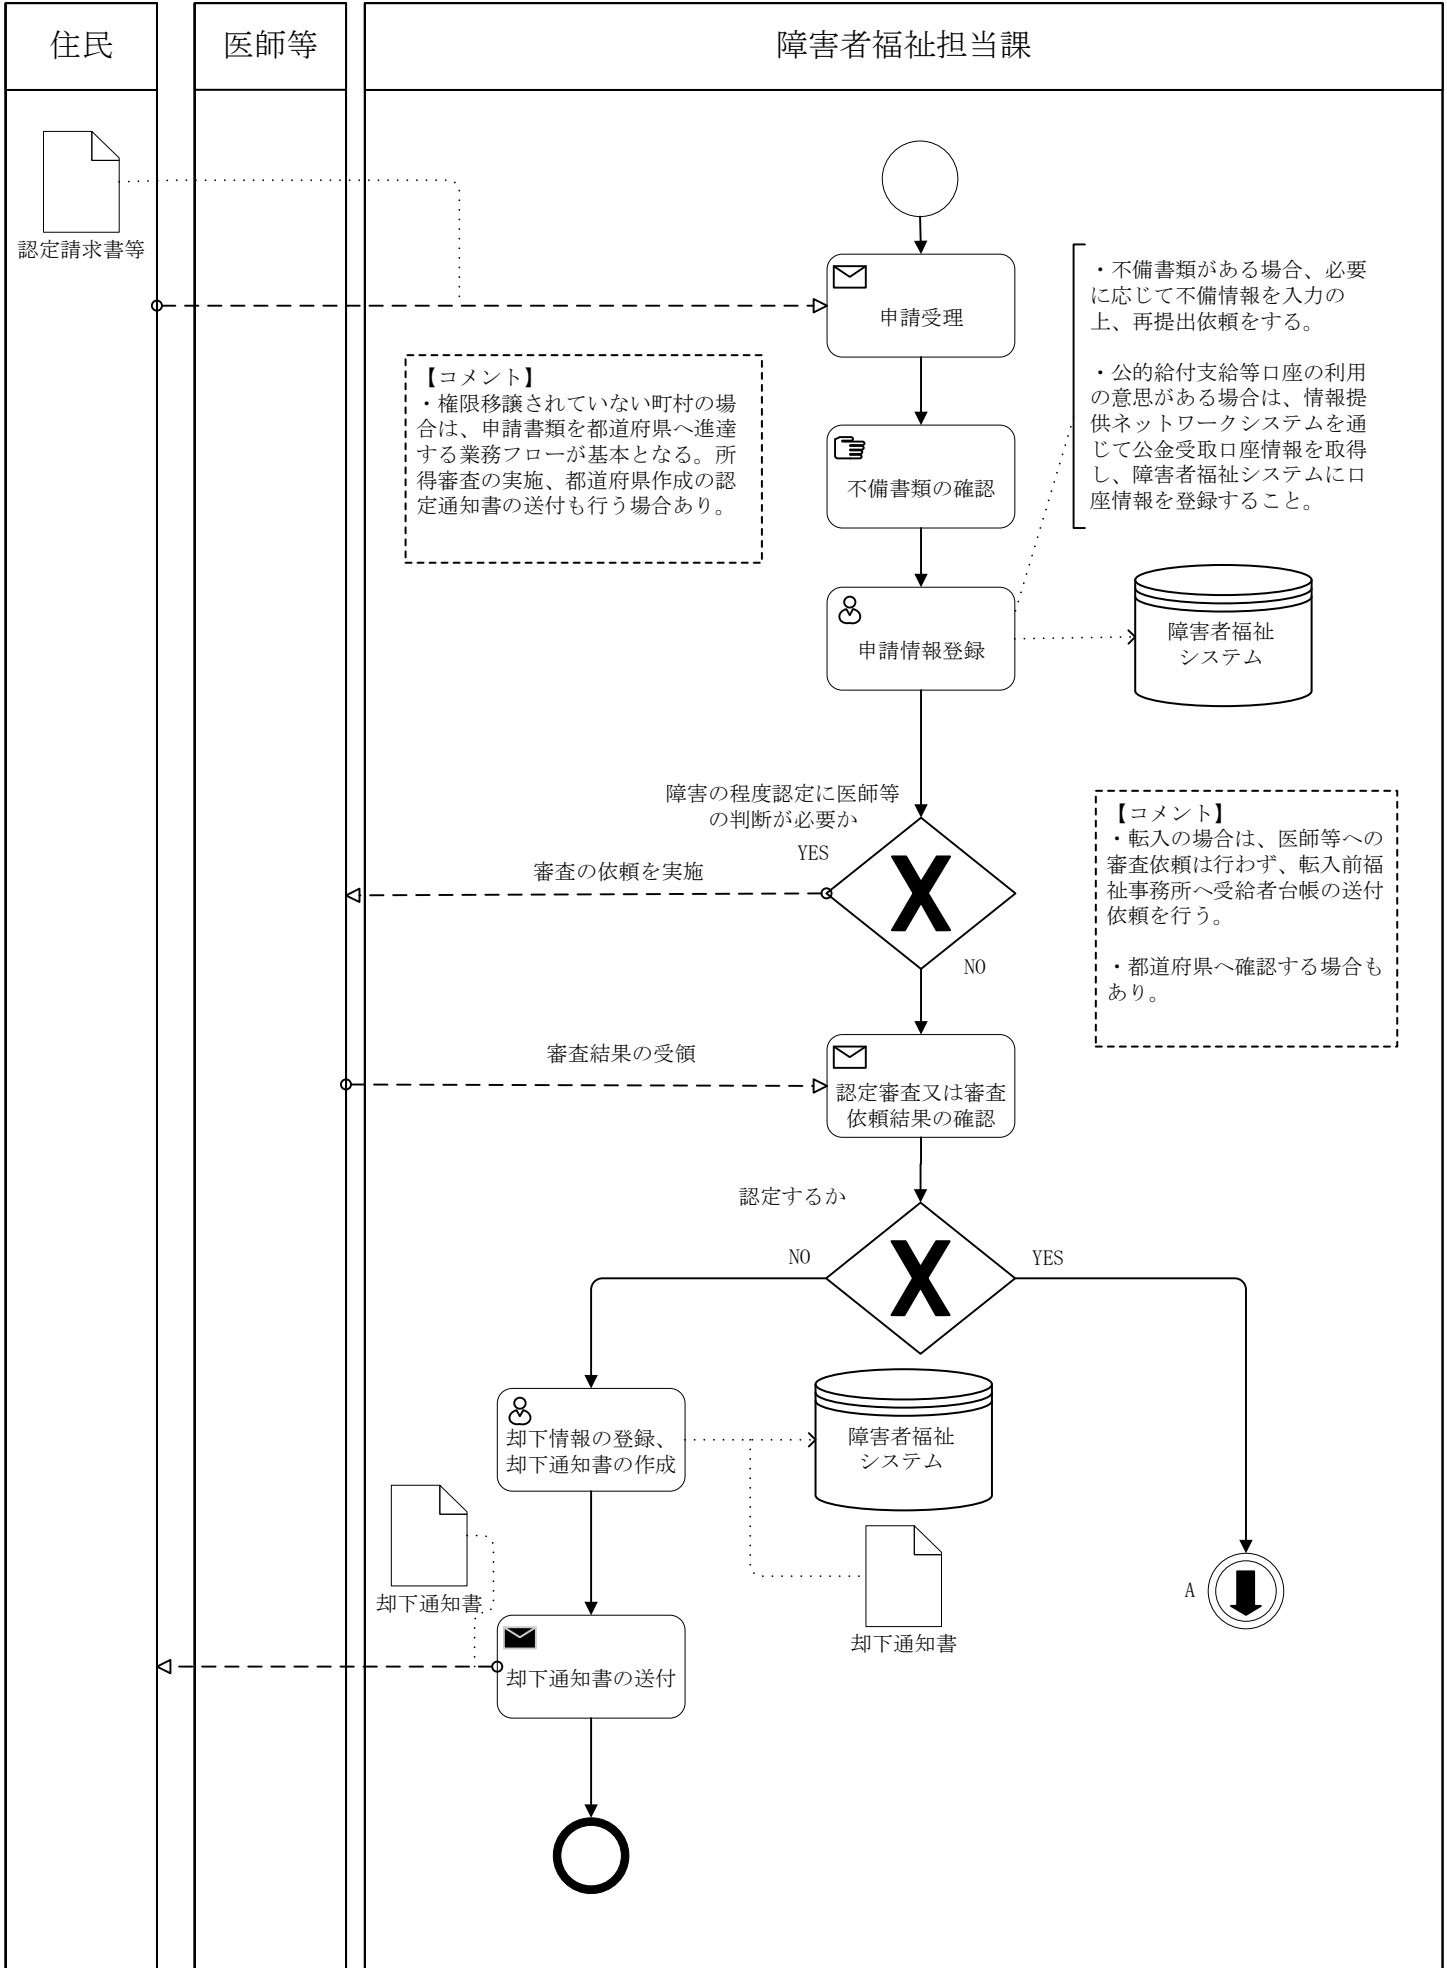 住民
医師等
障害者福祉担当課
認定請求書等
申請受理
・不備書類がある場合、必要
に応じて不備情報を入力の
上、再提出依頼をする。
・公的給付支給等口座の利用
の意思がある場合は、情報提
供ネットワークシステムを通
じて公金受取口座情報を取得
し、障害者福祉システムに口
座情報を登録すること。
【コメント】
・権限移譲されていない町村の場
合は、申請書類を都道府県へ進達
する業務フローが基本となる。所
得審査の実施、都道府県作成の認
定通知書の送付も行う場合あり。
不備書類の確認
申請情報登録
障害者福祉
システム
障害の程度認定に医師等
の判断が必要か
YES
審査の依頼を実施
NO
【コメント】
・転入の場合は、医師等への
審査依頼は行わず、転入前福
祉事務所へ受給者台帳の送付
依頼を行う。
・都道府県へ確認する場合も
あり。
審査結果の受領
認定審査又は審査
依頼結果の確認
認定するか
NO
YES
却下情報の登録、
却下通知書の作成
障害者福祉
システム
却下通知書
却下通知書
A
却下通知書の送付